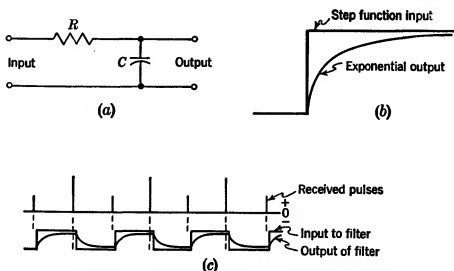 R
Step function input
Input
C
Output
Exponential output
(a)
(b)
Received pulses
+
0
−
Input to filter
Output of filter
(c)